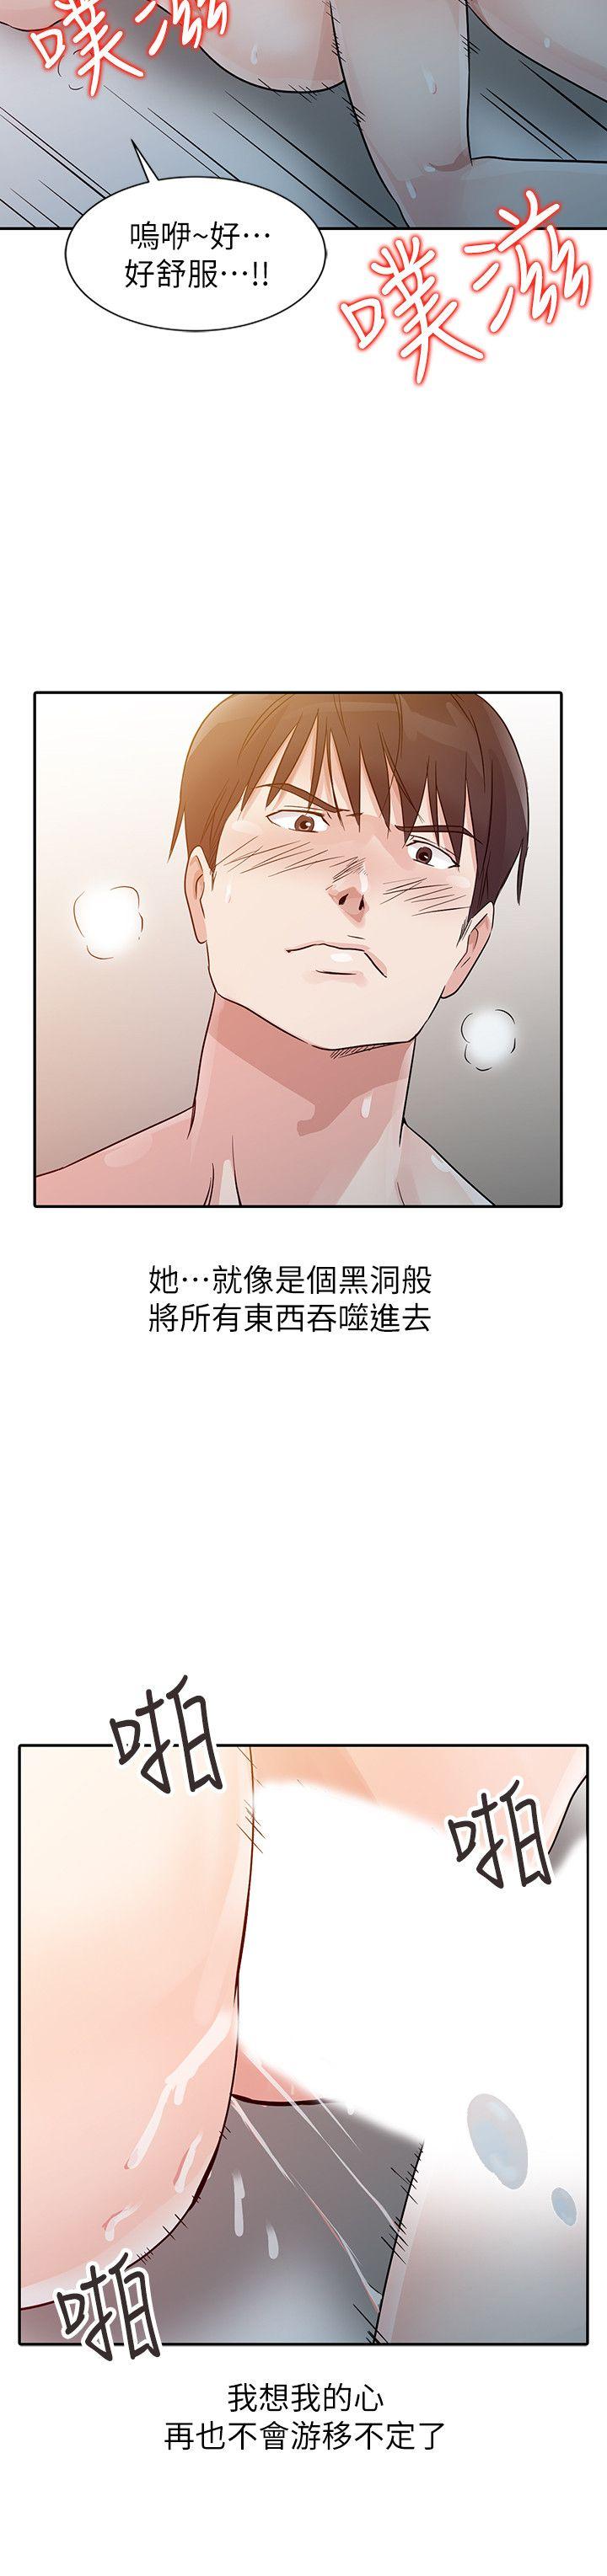 噗滋
嗚咿~好⋯
好舒服⋯!!
噗滋
她⋯就像是個黑洞般
將所有東西吞噬進去
啪
啪
啪
我想我的心
再也不會游移不定了